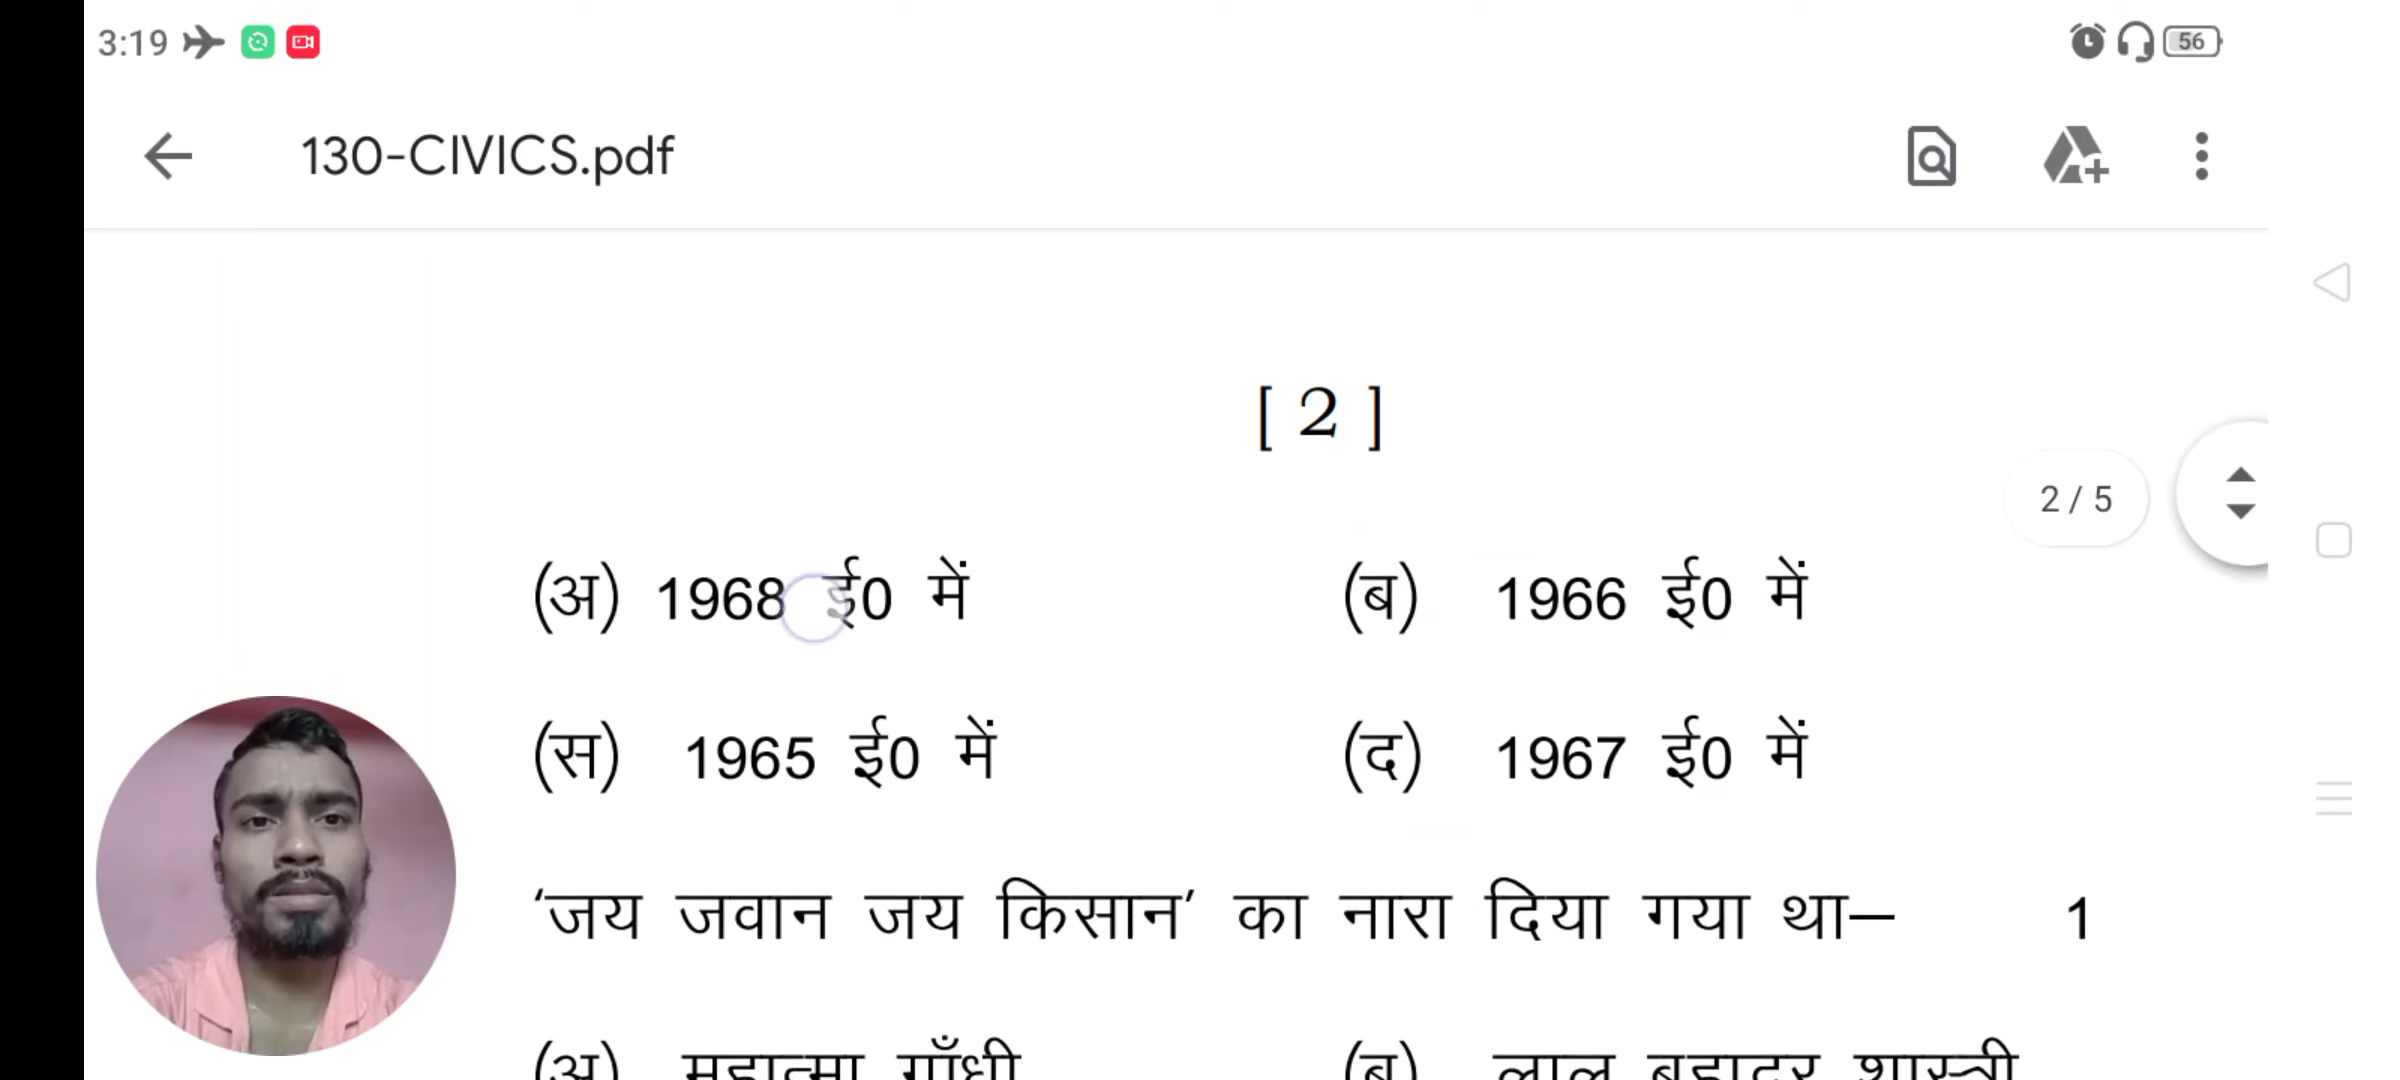 3:19 56
130-CIVICS.pdf
[ 2 ]
2 / 5
(अ) 1968 ई0 में (ब) 1966 ई0 में
(स) 1965 ई0 में (द) 1967 ई0 में
‘जय जवान जय किसान’ का नारा दिया गया था— 1
(अ) महात्मा गाँधी (ब) लाल बहादुर शास्त्री